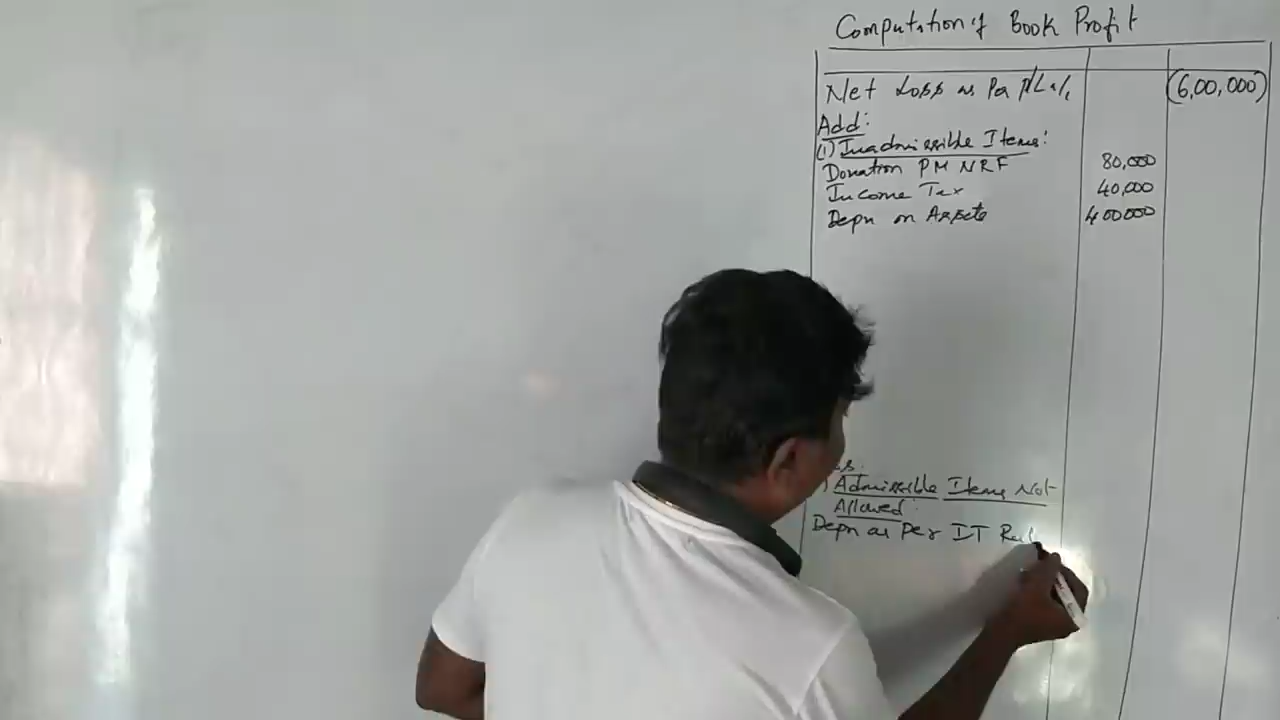 Computation of Book Profit
Net Loss as Per P/L a/c (6,00,000)
Add:
(1) Inadmissible Items:
Donation PM NRF 80,000
Income Tax 40,000
Depn on Assets 400000
Admissible Items Not
Allowed:
Depn as Per IT